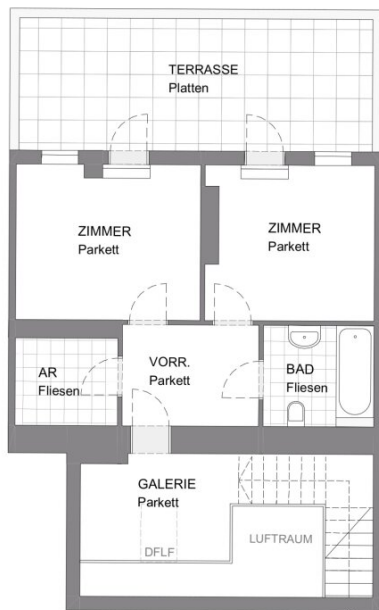 TERRASSE
Platten
ZIMMER
Parkett
ZIMMER
Parkett
AR
Fliesen
VORR.
Parkett
BAD
Fliesen
GALERIE
Parkett
DFLF
LUFTRAUM